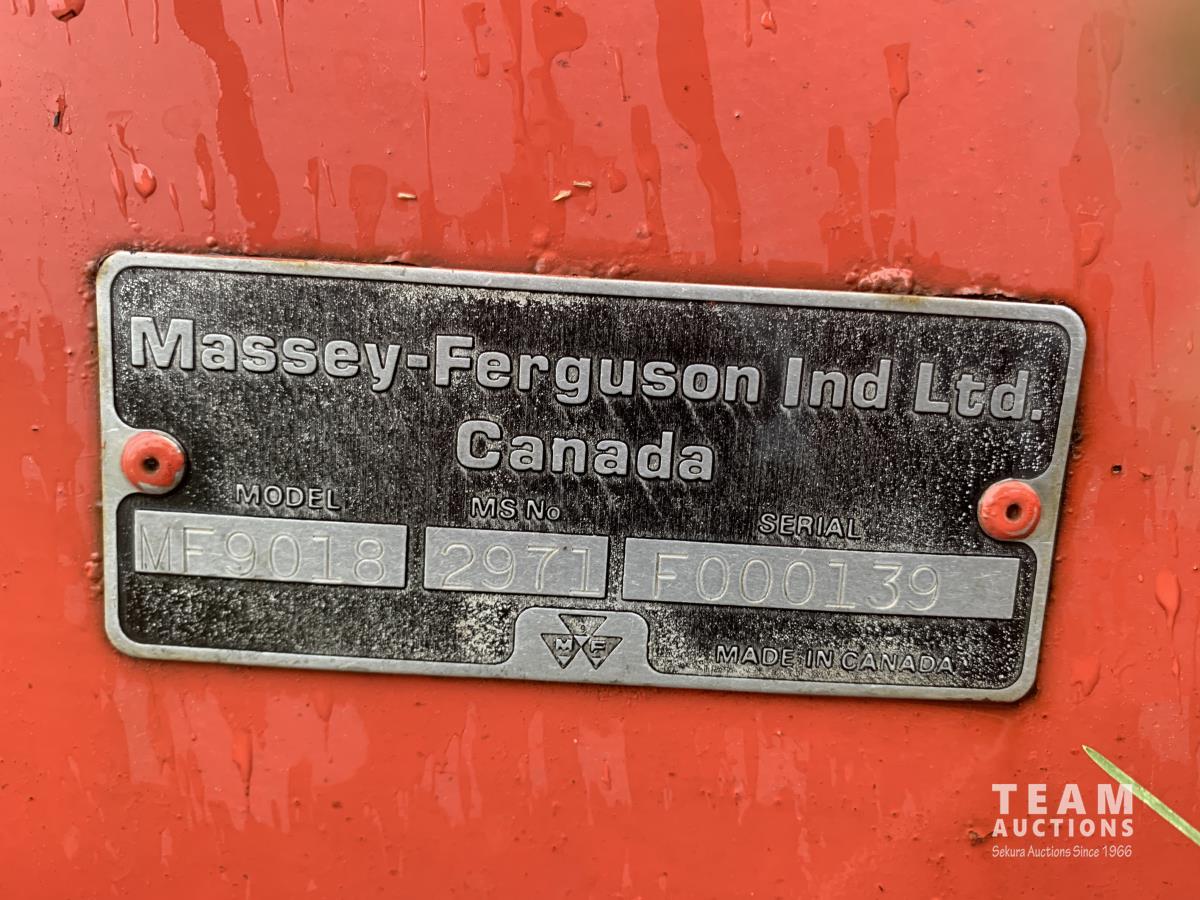 Massey-Ferguson Ind Ltd.
Canada
MODEL MS No SERIAL
MF9018 2971 F000139
M F
MADE IN CANADA
TEAM
AUCTIONS
Sekura Auctions Since 1966